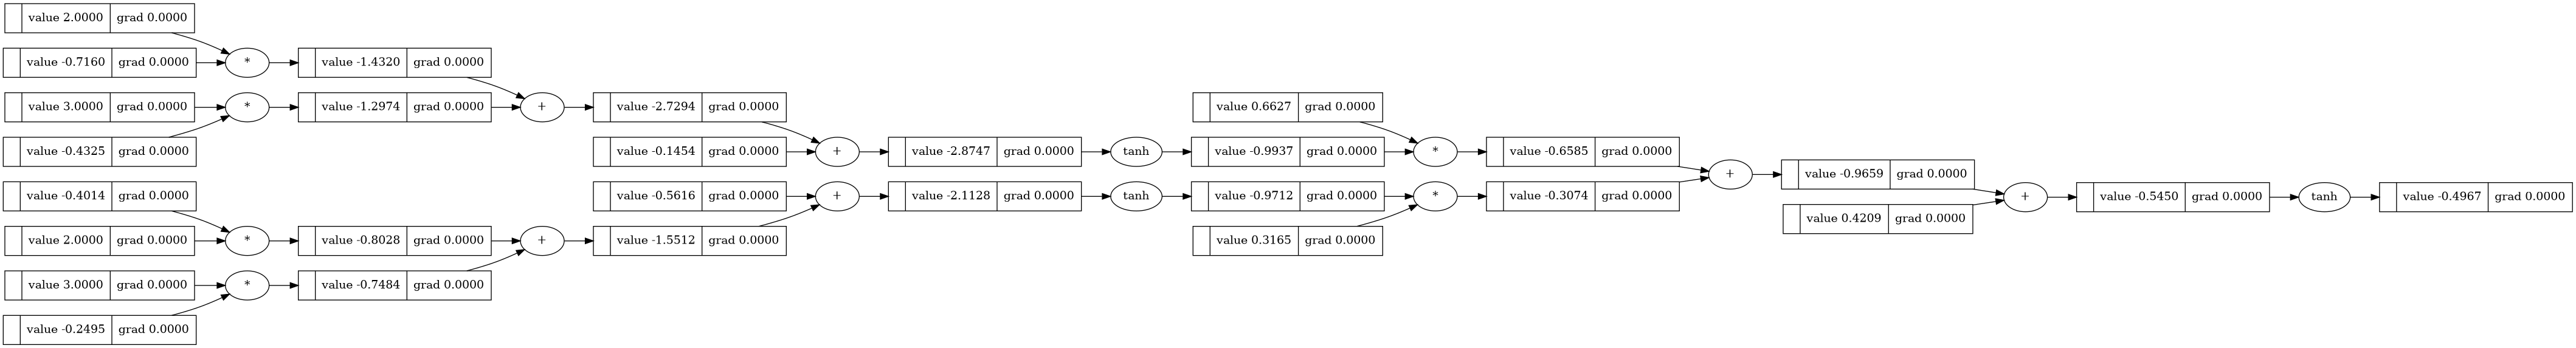 value 2.0000 grad 0.0000
value -0.7160 grad 0.0000
*
value -1.4320 grad 0.0000
value 3.0000 grad 0.0000
*
value -1.2974 grad 0.0000
+
value -2.7294 grad 0.0000
value 0.6627 grad 0.0000
value -0.4325 grad 0.0000
value -0.1454 grad 0.0000
+
value -2.8747 grad 0.0000
tanh
value -0.9937 grad 0.0000
*
value -0.6585 grad 0.0000
+
value -0.9659 grad 0.0000
value -0.4014 grad 0.0000
value -0.5616 grad 0.0000
+
value -2.1128 grad 0.0000
tanh
value -0.9712 grad 0.0000
*
value -0.3074 grad 0.0000
+
value -0.5450 grad 0.0000
tanh
value -0.4967 grad 0.0000
value 0.4209 grad 0.0000
value 2.0000 grad 0.0000
*
value -0.8028 grad 0.0000
+
value -1.5512 grad 0.0000
value 0.3165 grad 0.0000
value 3.0000 grad 0.0000
*
value -0.7484 grad 0.0000
value -0.2495 grad 0.0000